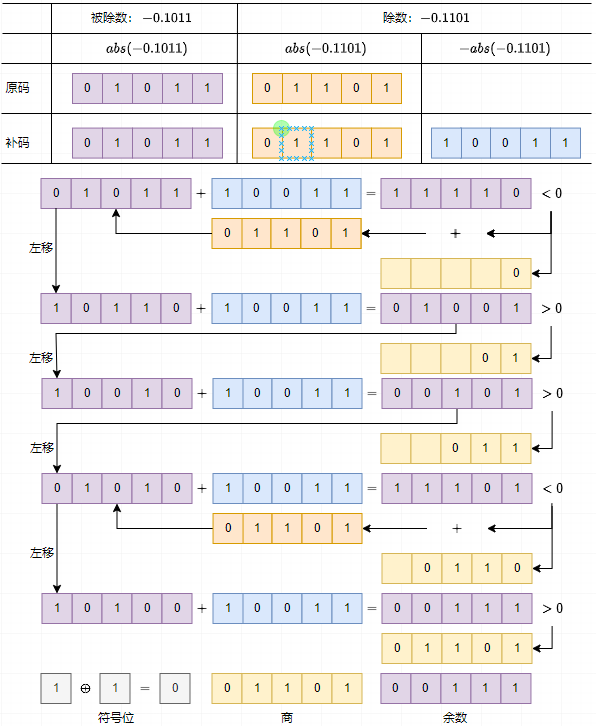 被除数：−0.1011 除数：−0.1101
abs(−0.1011) abs(−0.1101) −abs(−0.1101)
原码 0 1 0 1 1 0 1 1 0 1
补码 0 1 0 1 1 0 1 1 0 1 1 0 0 1 1
0 1 0 1 1 + 1 0 0 1 1 = 1 1 1 1 0 < 0
0 1 1 0 1 +
左移
0
1 0 1 1 0 + 1 0 0 1 1 = 0 1 0 0 1 > 0
左移 0 1
1 0 0 1 0 + 1 0 0 1 1 = 0 0 1 0 1 > 0
左移 0 1 1
0 1 0 1 0 + 1 0 0 1 1 = 1 1 1 0 1 < 0
0 1 1 0 1 +
左移
0 1 1 0
1 0 1 0 0 + 1 0 0 1 1 = 0 0 1 1 1 > 0
0 1 1 0 1
1 ⊕ 1 = 0 0 1 1 0 1 0 0 1 1 1
符号位 商 余数